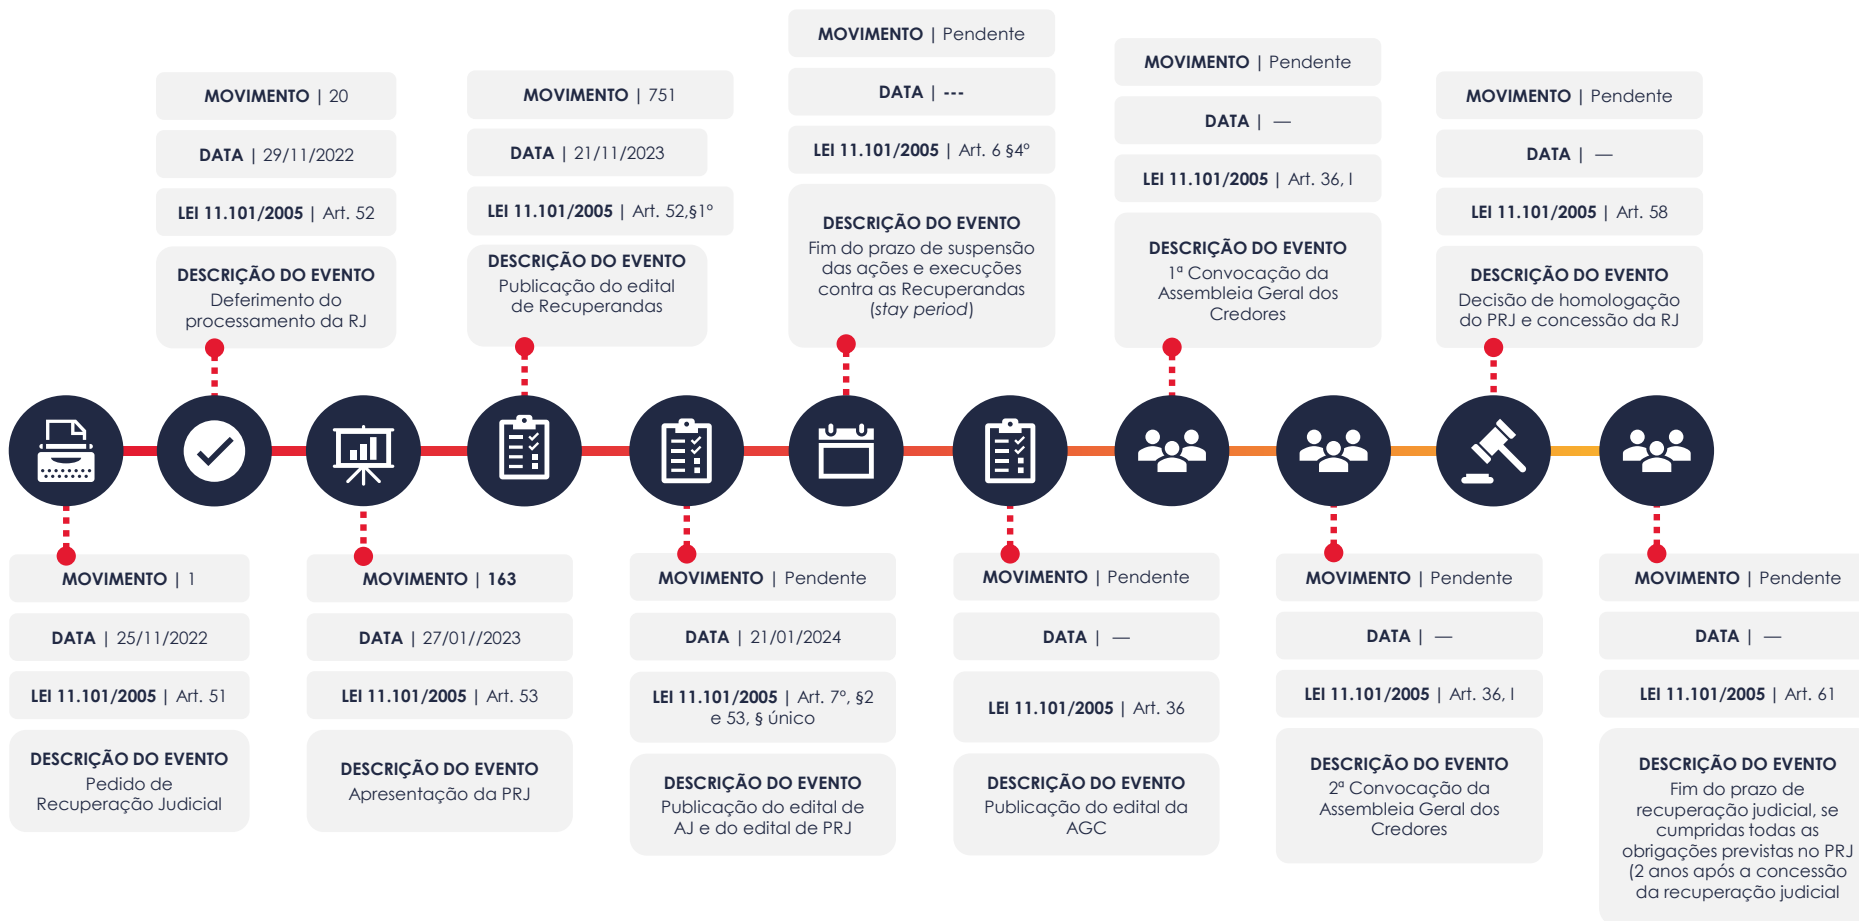 MOVIMENTO | 20
DATA | 29/11/2022
LEI 11.101/2005 | Art. 52
DESCRIÇÃO DO EVENTO
Deferimento do
processamento da RJ
MOVIMENTO | 751
DATA | 21/11/2023
LEI 11.101/2005 | Art. 52,§1º
DESCRIÇÃO DO EVENTO
Publicação do edital
de Recuperandas
MOVIMENTO | Pendente
DATA | ---
LEI 11.101/2005 | Art. 6 §4º
DESCRIÇÃO DO EVENTO
Fim do prazo de suspensão
das ações e execuções
contra as Recuperandas
(stay period)
MOVIMENTO | Pendente
DATA | —
LEI 11.101/2005 | Art. 36, I
DESCRIÇÃO DO EVENTO
1ª Convocação da
Assembleia Geral dos
Credores
MOVIMENTO | Pendente
DATA | —
LEI 11.101/2005 | Art. 58
DESCRIÇÃO DO EVENTO
Decisão de homologação
do PRJ e concessão da RJ
MOVIMENTO | 1
DATA | 25/11/2022
LEI 11.101/2005 | Art. 51
DESCRIÇÃO DO EVENTO
Pedido de
Recuperação Judicial
MOVIMENTO | 163
DATA | 27/01//2023
LEI 11.101/2005 | Art. 53
DESCRIÇÃO DO EVENTO
Apresentação da PRJ
MOVIMENTO | Pendente
DATA | 21/01/2024
LEI 11.101/2005 | Art. 7º, §2
e 53, § único
DESCRIÇÃO DO EVENTO
Publicação do edital de
AJ e do edital de PRJ
MOVIMENTO | Pendente
DATA | —
LEI 11.101/2005 | Art. 36
DESCRIÇÃO DO EVENTO
Publicação do edital da
AGC
MOVIMENTO | Pendente
DATA | —
LEI 11.101/2005 | Art. 36, I
DESCRIÇÃO DO EVENTO
2ª Convocação da
Assembleia Geral dos
Credores
MOVIMENTO | Pendente
DATA | —
LEI 11.101/2005 | Art. 61
DESCRIÇÃO DO EVENTO
Fim do prazo de
recuperação judicial, se
cumpridas todas as
obrigações previstas no PRJ
(2 anos após a concessão
da recuperação judicial